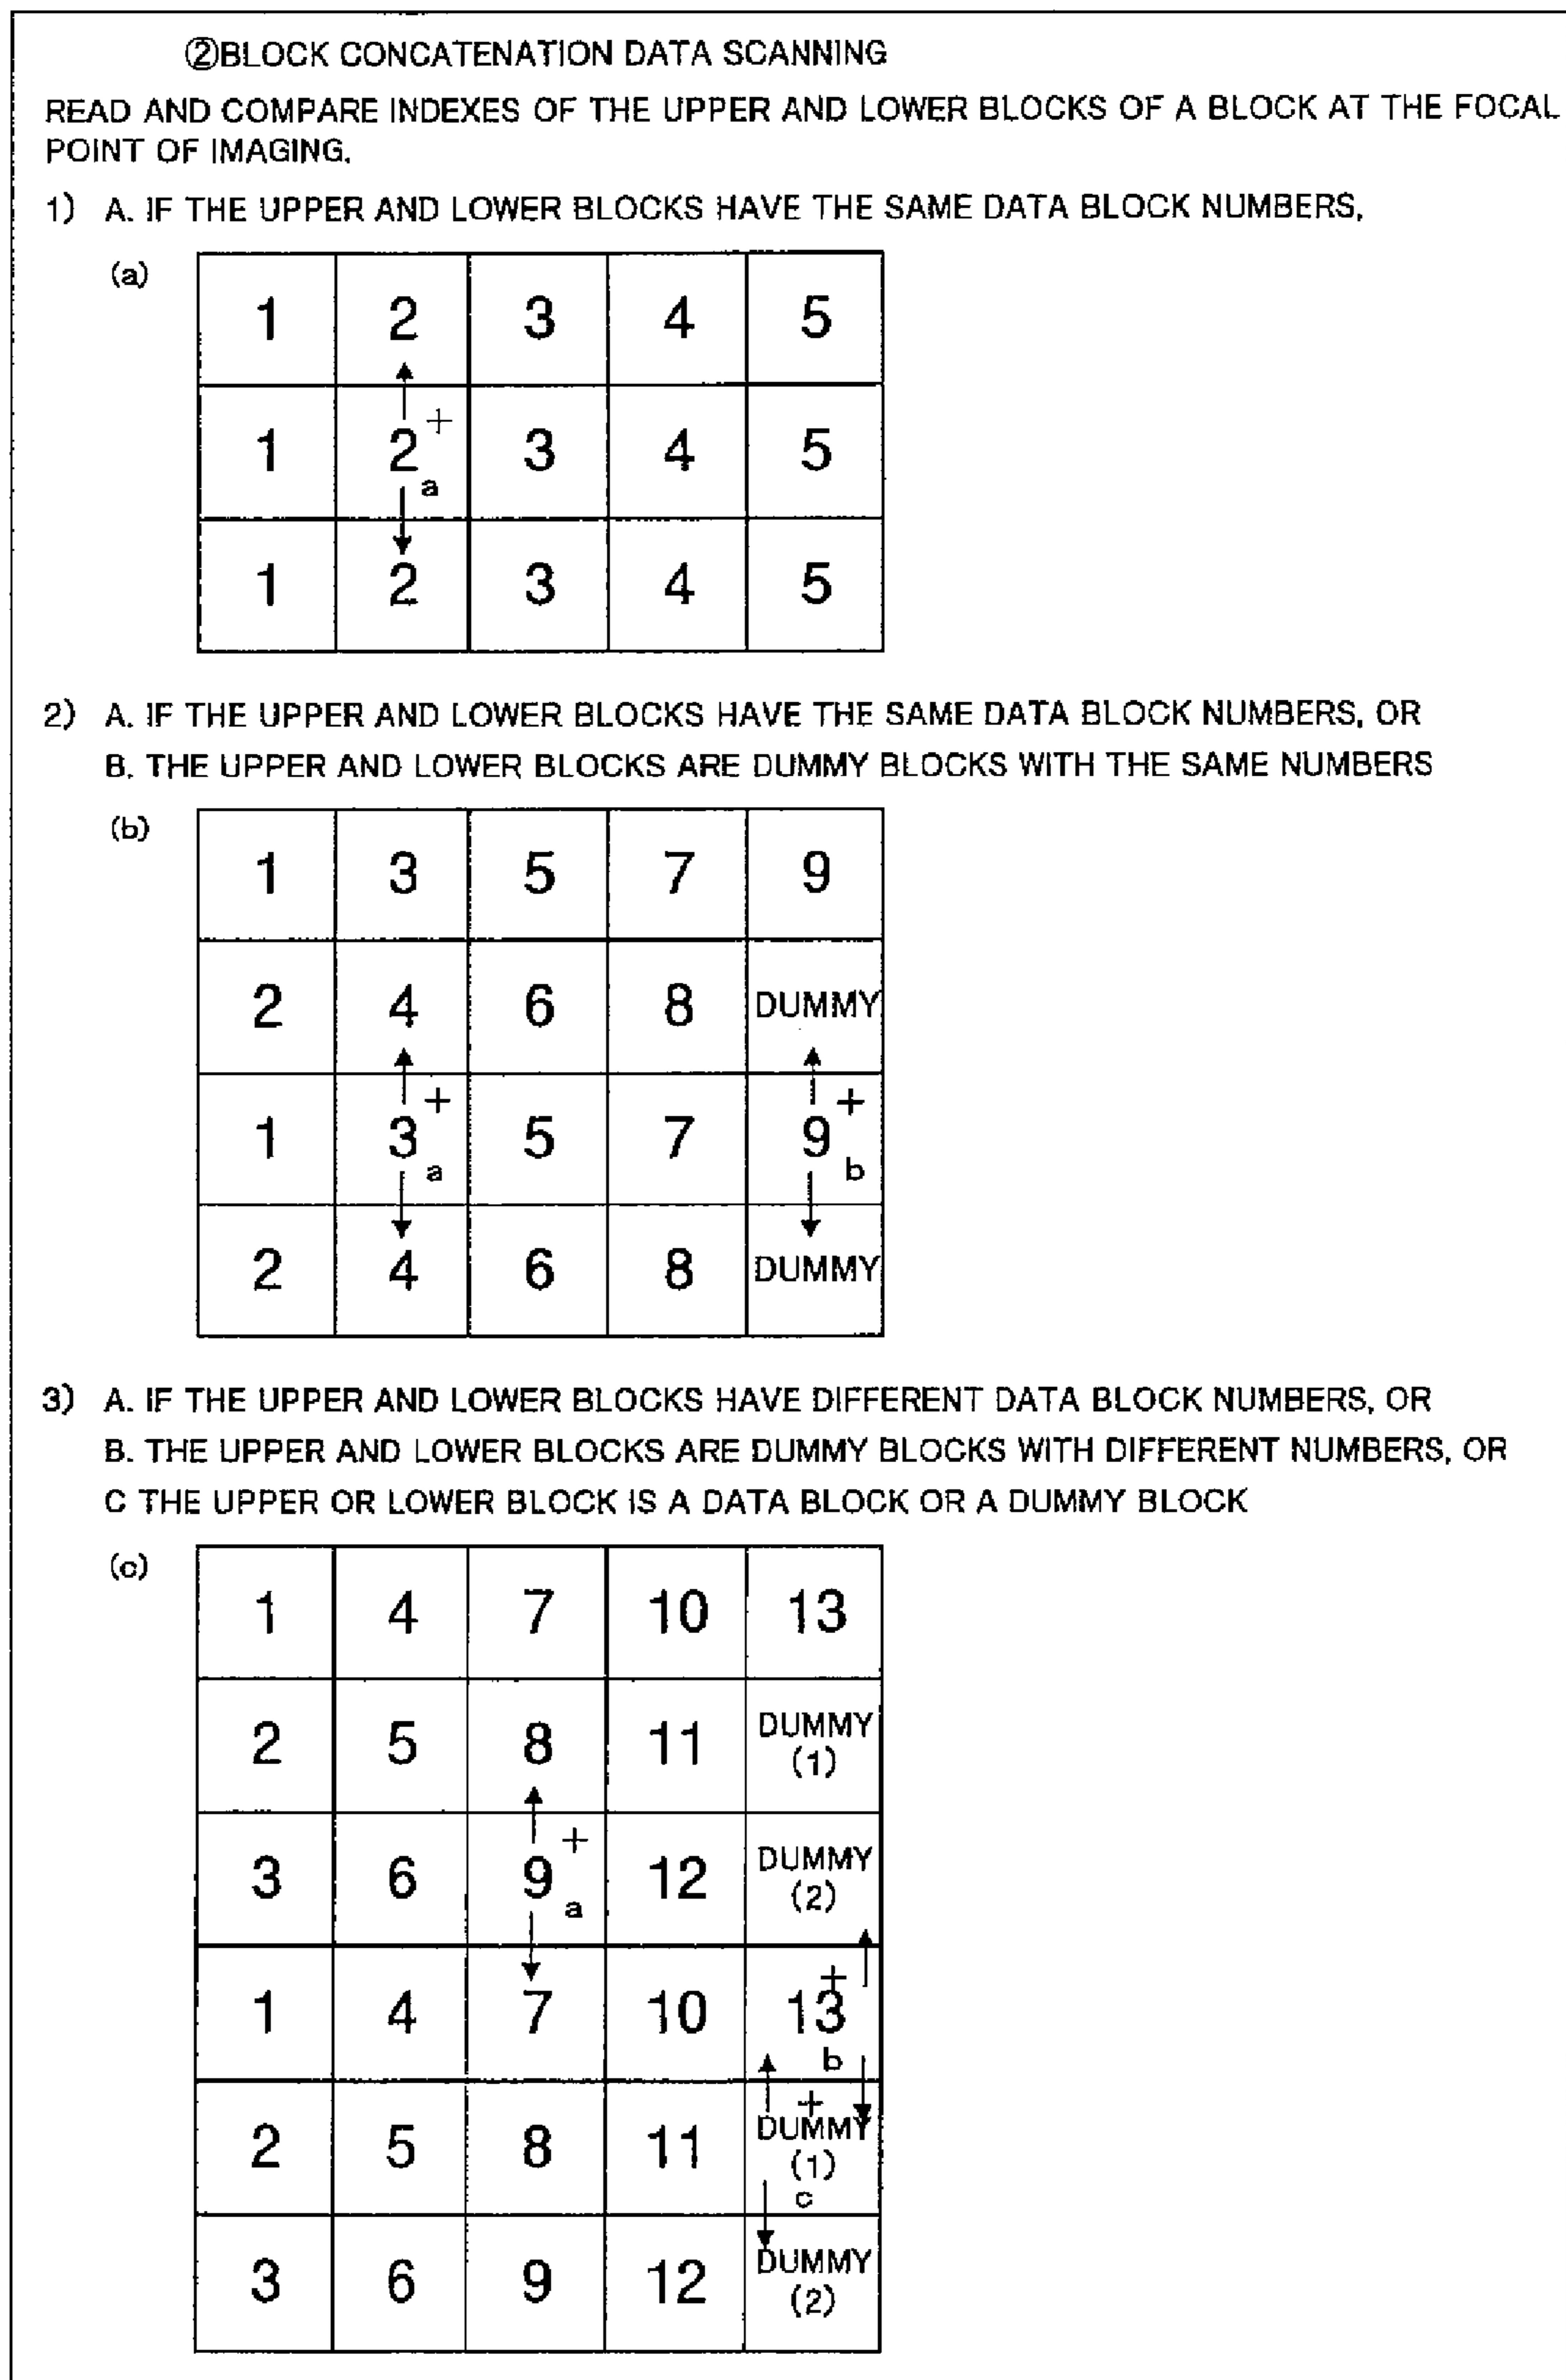 ②BLOCK CONCATENATION DATA SCANNING
READ AND COMPARE INDEXES OF THE UPPER AND LOWER BLOCKS OF A BLOCK AT THE FOCAL
POINT OF IMAGING.
1) A. IF THE UPPER AND LOWER BLOCKS HAVE THE SAME DATA BLOCK NUMBERS,
(a)
1 2 3 4 5
1 2 + 3 4 5
a
1 2 3 4 5
2) A. IF THE UPPER AND LOWER BLOCKS HAVE THE SAME DATA BLOCK NUMBERS, OR
B. THE UPPER AND LOWER BLOCKS ARE DUMMY BLOCKS WITH THE SAME NUMBERS
(b)
1 3 5 7 9
2 4 6 8 DUMMY
+ +
1 3 5 7 9
a b
2 4 6 8 DUMMY
3) A. IF THE UPPER AND LOWER BLOCKS HAVE DIFFERENT DATA BLOCK NUMBERS, OR
B. THE UPPER AND LOWER BLOCKS ARE DUMMY BLOCKS WITH DIFFERENT NUMBERS, OR
C THE UPPER OR LOWER BLOCK IS A DATA BLOCK OR A DUMMY BLOCK
(c)
1 4 7 10 13
2 5 8 11 DUMMY (1)
+
3 6 9 12 DUMMY (2)
a
+
1 4 7 10 13
b
+
2 5 8 11 DUMMY (1)
c
3 6 9 12 DUMMY (2)